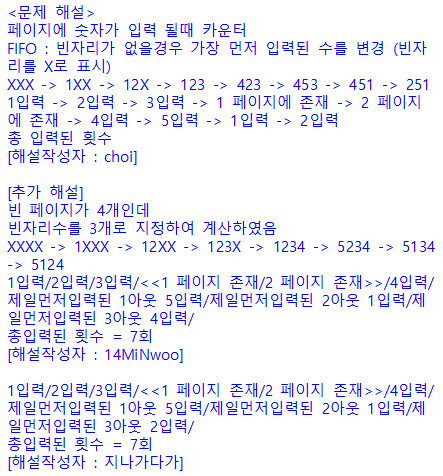 <문제 해설>
페이지에 숫자가 입력 될때 카운터
FIFO : 빈자리가 없을경우 가장 먼저 입력된 수를 변경 (빈자
리를 X로 표시)
XXX -> 1XX -> 12X -> 123 -> 423 -> 453 -> 451 -> 251
1입력 -> 2입력 -> 3입력 -> 1 페이지에 존재 -> 2 페이지
에 존재 -> 4입력 -> 5입력 -> 1입력 -> 2입력
총 입력된 횟수
[해설작성자 : choi]

[추가 해설]
빈 페이지가 4개인데
빈자리수를 3개로 지정하여 계산하였음
XXXX -> 1XXX -> 12XX -> 123X -> 1234 -> 5234 -> 5134
-> 5124
1입력/2입력/3입력/<<1 페이지 존재/2 페이지 존재>>/4입력/
제일먼저입력된 1아웃 5입력/제일먼저입력된 2아웃 1입력/제
일먼저입력된 3아웃 4입력/
총입력된 횟수 = 7회
[해설작성자 : 14MiNwoo]

1입력/2입력/3입력/<<1 페이지 존재/2 페이지 존재>>/4입력/
제일먼저입력된 1아웃 5입력/제일먼저입력된 2아웃 1입력/제
일먼저입력된 3아웃 2입력/
총입력된 횟수 = 7회
[해설작성자 : 지나가다가]